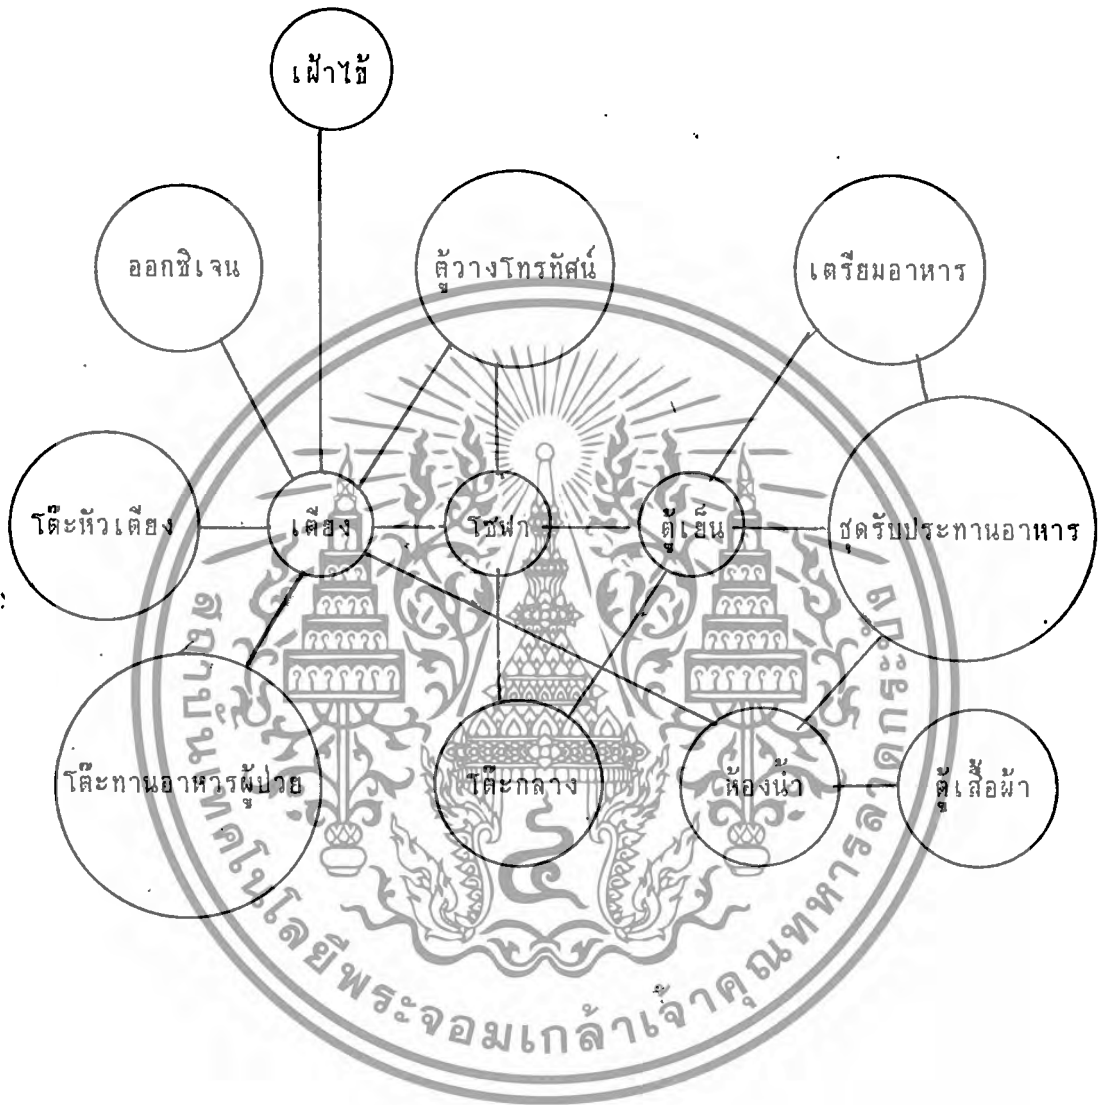 เฝ้าไข้
ออกซิเจน
ตู้วางโทรทัศน์
เตรียมอาหาร
โต๊ะหัวเตียง
เตียง
โซฟา
ตู้เย็น
ชุดรับประทานอาหาร
โต๊ะทานอาหารผู้ป่วย
โต๊ะกลาง
ห้องน้ำ
ตู้เสื้อผ้า
สถาบันเทคโนโลยีพระจอมเกล้าเจ้าคุณทหารลาดกระบัง